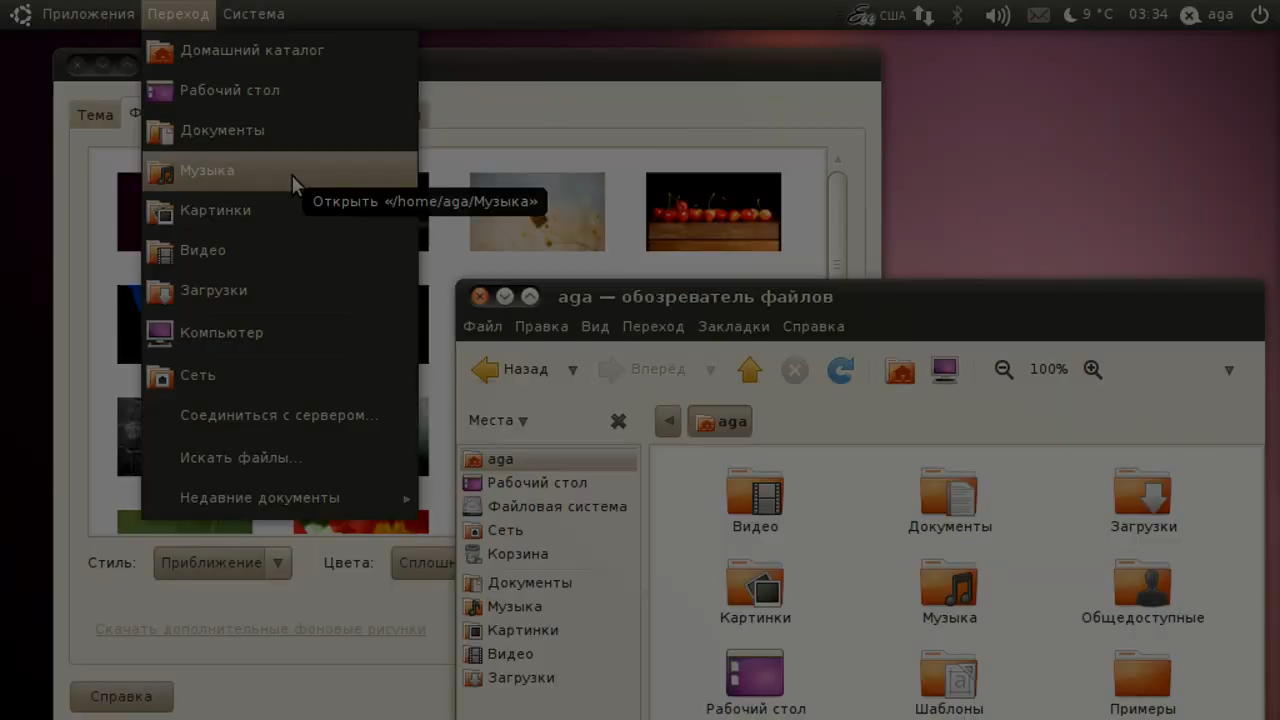 Приложения Переход Система
США 9 °C 03:34 aga
Домашний каталог
Рабочий стол
Документы
Музыка
Открыть «/home/aga/Музыка»
Картинки
Видео
Загрузки
Компьютер
Сеть
Соединиться с сервером...
Искать файлы...
Недавние документы
Тема
Стиль: Приближение Цвета:
Скачать дополнительные фоновые рисунки
Справка
aga — обозреватель файлов
Файл Правка Вид Переход Закладки Справка
Назад Вперёд 100%
Места
aga
aga
Рабочий стол
Файловая система
Сеть
Корзина
Документы
Музыка
Картинки
Видео
Загрузки
Видео Документы Загрузки
Картинки Музыка Общедоступные
Рабочий стол Шаблоны Примеры